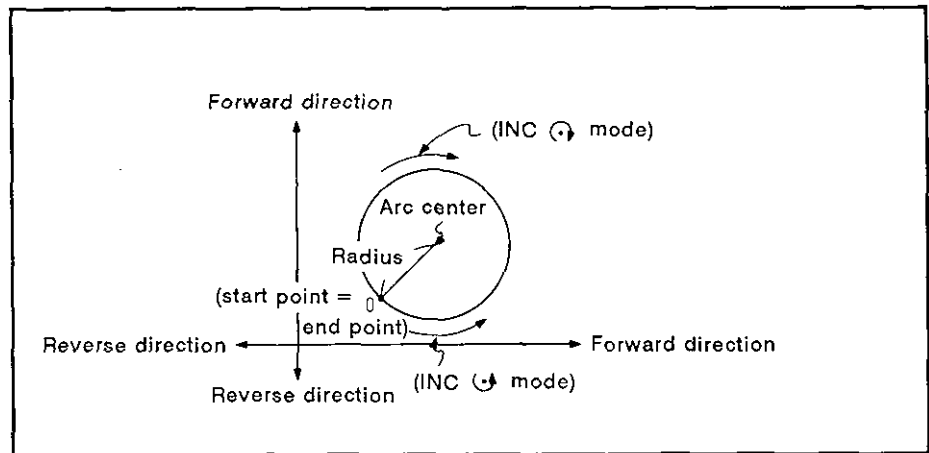 Forward direction
(INC mode)
Arc center
Radius
(start point = 0
end point)
Reverse direction
Forward direction
(INC mode)
Reverse direction